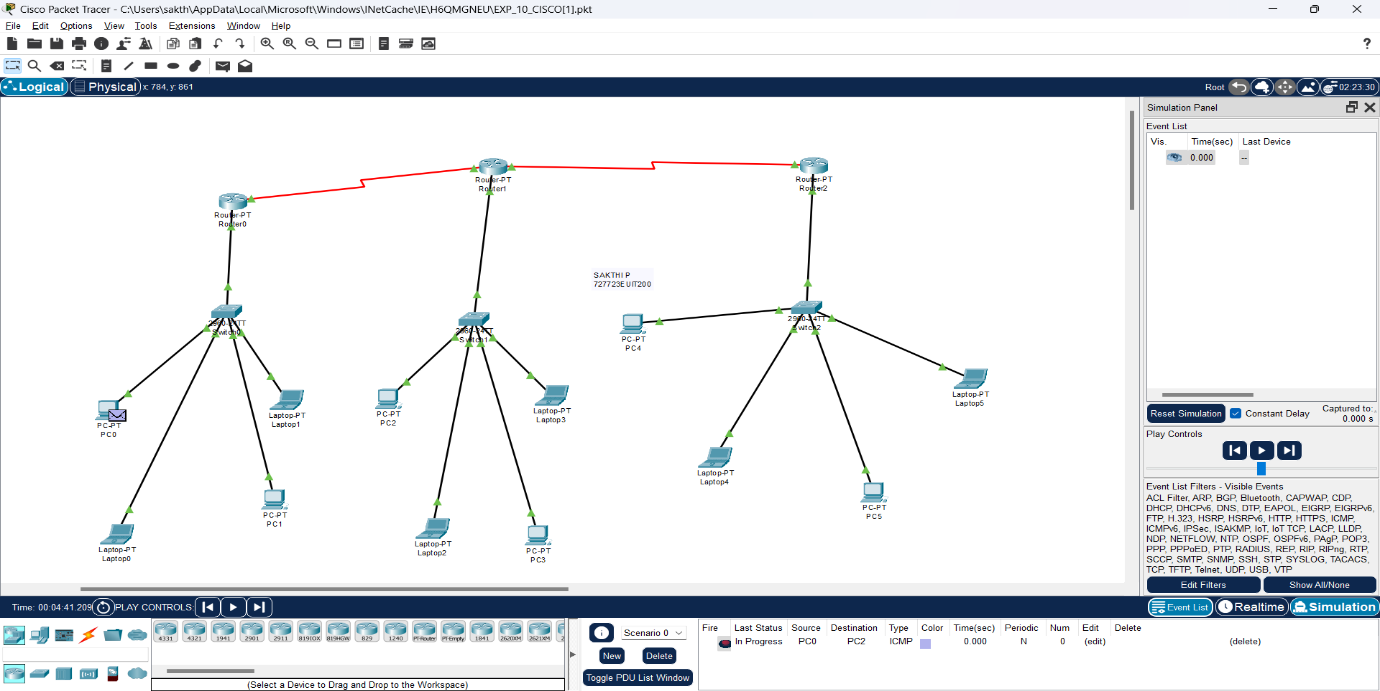 Cisco Packet Tracer - C:\Users\sakth\AppData\Local\Microsoft\Windows\INetCache\IE\H6QMGNEU\EXP_10_CISCO[1].pkt
File Edit Options View Tools Extensions Window Help
?
Logical Physical x: 784, y: 861 Root 02:23:30
Simulation Panel
Event List
Vis. Time(sec) Last Device
0.000 --
Router-PT
Router0
Router-PT
Router1
Router-PT
Router2
SAKTHI P
727723EUIT200
2960-24TT
Switch0
2960-24TT
Switch1
2960-24TT
Switch2
PC-PT
PC4
PC-PT
PC0
Laptop-PT
Laptop1
PC-PT
PC2
Laptop-PT
Laptop3
Laptop-PT
Laptop5
Laptop-PT
Laptop4
PC-PT
PC5
PC-PT
PC1
Laptop-PT
Laptop0
Laptop-PT
Laptop2
PC-PT
PC3
Reset Simulation Constant Delay Captured to:
0.000 s
Play Controls
Event List Filters - Visible Events
ACL Filter, ARP, BGP, Bluetooth, CAPWAP, CDP,
DHCP, DHCPv6, DNS, DTP, EAPOL, EIGRP, EIGRPv6,
FTP, H.323, HSRP, HSRPv6, HTTP, HTTPS, ICMP,
ICMPv6, IPSec, ISAKMP, IoT, IoT TCP, LACP, LLDP,
NDP, NETFLOW, NTP, OSPF, OSPFv6, PAgP, POP3,
PPP, PPPoED, PTP, RADIUS, REP, RIP, RIPng, RTP,
SCCP, SMTP, SNMP, SSH, STP, SYSLOG, TACACS,
TCP, TFTP, Telnet, UDP, USB, VTP
Edit Filters Show All/None
Time: 00:04:41.209 PLAY CONTROLS: Event List Realtime Simulation
4331 4321 1941 2901 2911 819IOX 819HGW 829 1240 PT-Router PT-Empty 1841 2620XM 2621XM 2
(Select a Device to Drag and Drop to the Workspace)
Scenario 0
New Delete
Toggle PDU List Window
Fire Last Status Source Destination Type Color Time(sec) Periodic Num Edit Delete
In Progress PC0 PC2 ICMP 0.000 N 0 (edit) (delete)